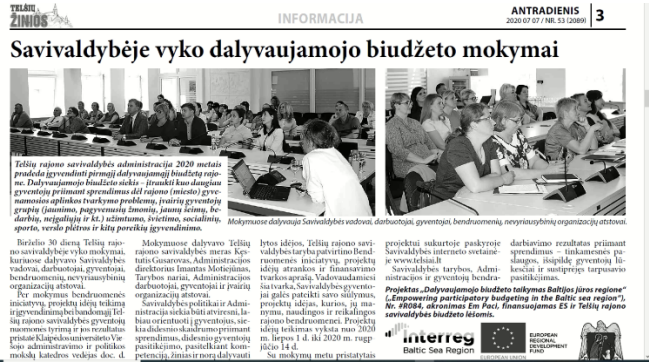 TELŠIŲ
ŽINIOS
INFORMACIJA
ANTRADIENIS
2020 07 07 / NR. 53 (2089)
3
Savivaldybėje vyko dalyvaujamojo biudžeto mokymai
Telšių rajono savivaldybės administracija 2020 metais
pradeda įgyvendinti pirmąjį dalyvaujamąjį biudžetą rajo-
ne. Dalyvaujamojo biudžeto siekis – įtraukti kuo daugiau
gyventojų priimant sprendimus dėl rajono (miesto) gyve-
namosios aplinkos tvarkymo problemų, įvairių gyventojų
grupių (jaunimo, pagyvenusių žmonių, jaunų šeimų, be-
darbių, neįgaliųjų ir kt.) užimtumo, švietimo, socialinių,
sporto, verslo plėtros ir kitų poreikių įgyvendinimo.
Mokymuose dalyvauja Savivaldybės vadovai, darbuotojai, gyventojai, bendruomenių, nevyriausybinių organizacijų atstovai.
Birželio 30 dieną Telšių rajo-
no savivaldybėje vyko mokymai,
kuriuose dalyvavo Savivaldybės
vadovai, darbuotojai, gyventojai,
bendruomenių, nevyriausybinių
organizacijų atstovai.
Per mokymus bendruomenės
iniciatyvų, projektų idėjų teikimą
ir įgyvendinimą bei bandomąjį Tel-
šių rajono savivaldybės gyventojų
nuomonės tyrimą ir jos rezultatus
pristatė Klaipėdos universiteto Vie-
šojo administravimo ir politikos
mokslų katedros vedėjas doc. d.
Mokymuose dalyvavo Telšių
rajono savivaldybės meras Kęs-
tutis Gusarovas, Administracijos
direktorius Imantas Motiejūnas,
Tarybos nariai, Administracijos
darbuotojai, gyventojai ir įvairių
organizacijų atstovai.
Savivaldybės politikai ir Admi-
nistracija siekia būti atviresni, la-
biau orientuoti į gyventojus, sie-
kia didesnio skaidrumo priimant
sprendimus, didesnio gyventojų
pasitikėjimo, pasitelkiant kom-
petenciją, žinias ir norą dalyvauti
lytos idėjos, Telšių rajono savi-
valdybės taryba patvirtino Bend-
ruomenės iniciatyvų, projektų
idėjų atrankos ir finansavimo
tvarkos aprašą. Vadovaudamiesi
šia tvarka, Savivaldybės gyvento-
jai galės pateikti savo siūlymus,
projektų idėjas, kurios, jų ma-
nymu, naudingos ir reikalingos
rajono bendruomenei. Projektų
idėjų teikimas vyksta nuo 2020
m. liepos 1 d. iki 2020 m. rugp-
jūčio 14 d.
Su mokymų metu pristatytais
projektui sukurtoje paskyroje
Savivaldybės interneto svetainė-
je www.telsiai.lt
Savivaldybės tarybos, Admi-
nistracijos ir gyventojų bendra-
darbiavimo rezultatas priimant
sprendimus – tinkamesnės pa-
slaugos, išsipildę gyventojų lū-
kesčiai ir sustiprėjęs tarpusavio
pasitikėjimas.
Projektas „Dalyvaujamojo biudžeto taikymas Baltijos jūros regione“
(„Empowering participatory budgeting in the Baltic sea region“),
Nr. #R084, akronimas Em Paci, finansuojamas ES ir Telšių rajono
savivaldybės biudžeto lėšomis.
Interreg
Baltic Sea Region
EUROPEAN
REGIONAL
DEVELOPMENT
FUND